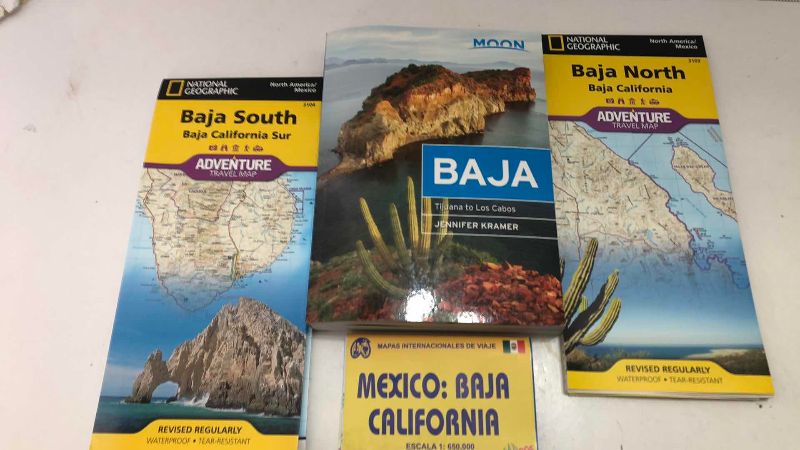 NATIONAL
GEOGRAPHIC
North America/
Mexico
Baja South
Baja California Sur
ADVENTURE
TRAVEL MAP
REVISED REGULARLY
WATERPROOF • TEAR-RESISTANT
MOON
BAJA
Tijuana to Los Cabos
JENNIFER KRAMER
MAPAS INTERNACIONALES DE VIAJE
MEXICO: BAJA
CALIFORNIA
ESCALA 1: 650.000
NATIONAL
GEOGRAPHIC
North America/
Mexico
Baja North
Baja California
ADVENTURE
TRAVEL MAP
REVISED REGULARLY
WATERPROOF • TEAR-RESISTANT